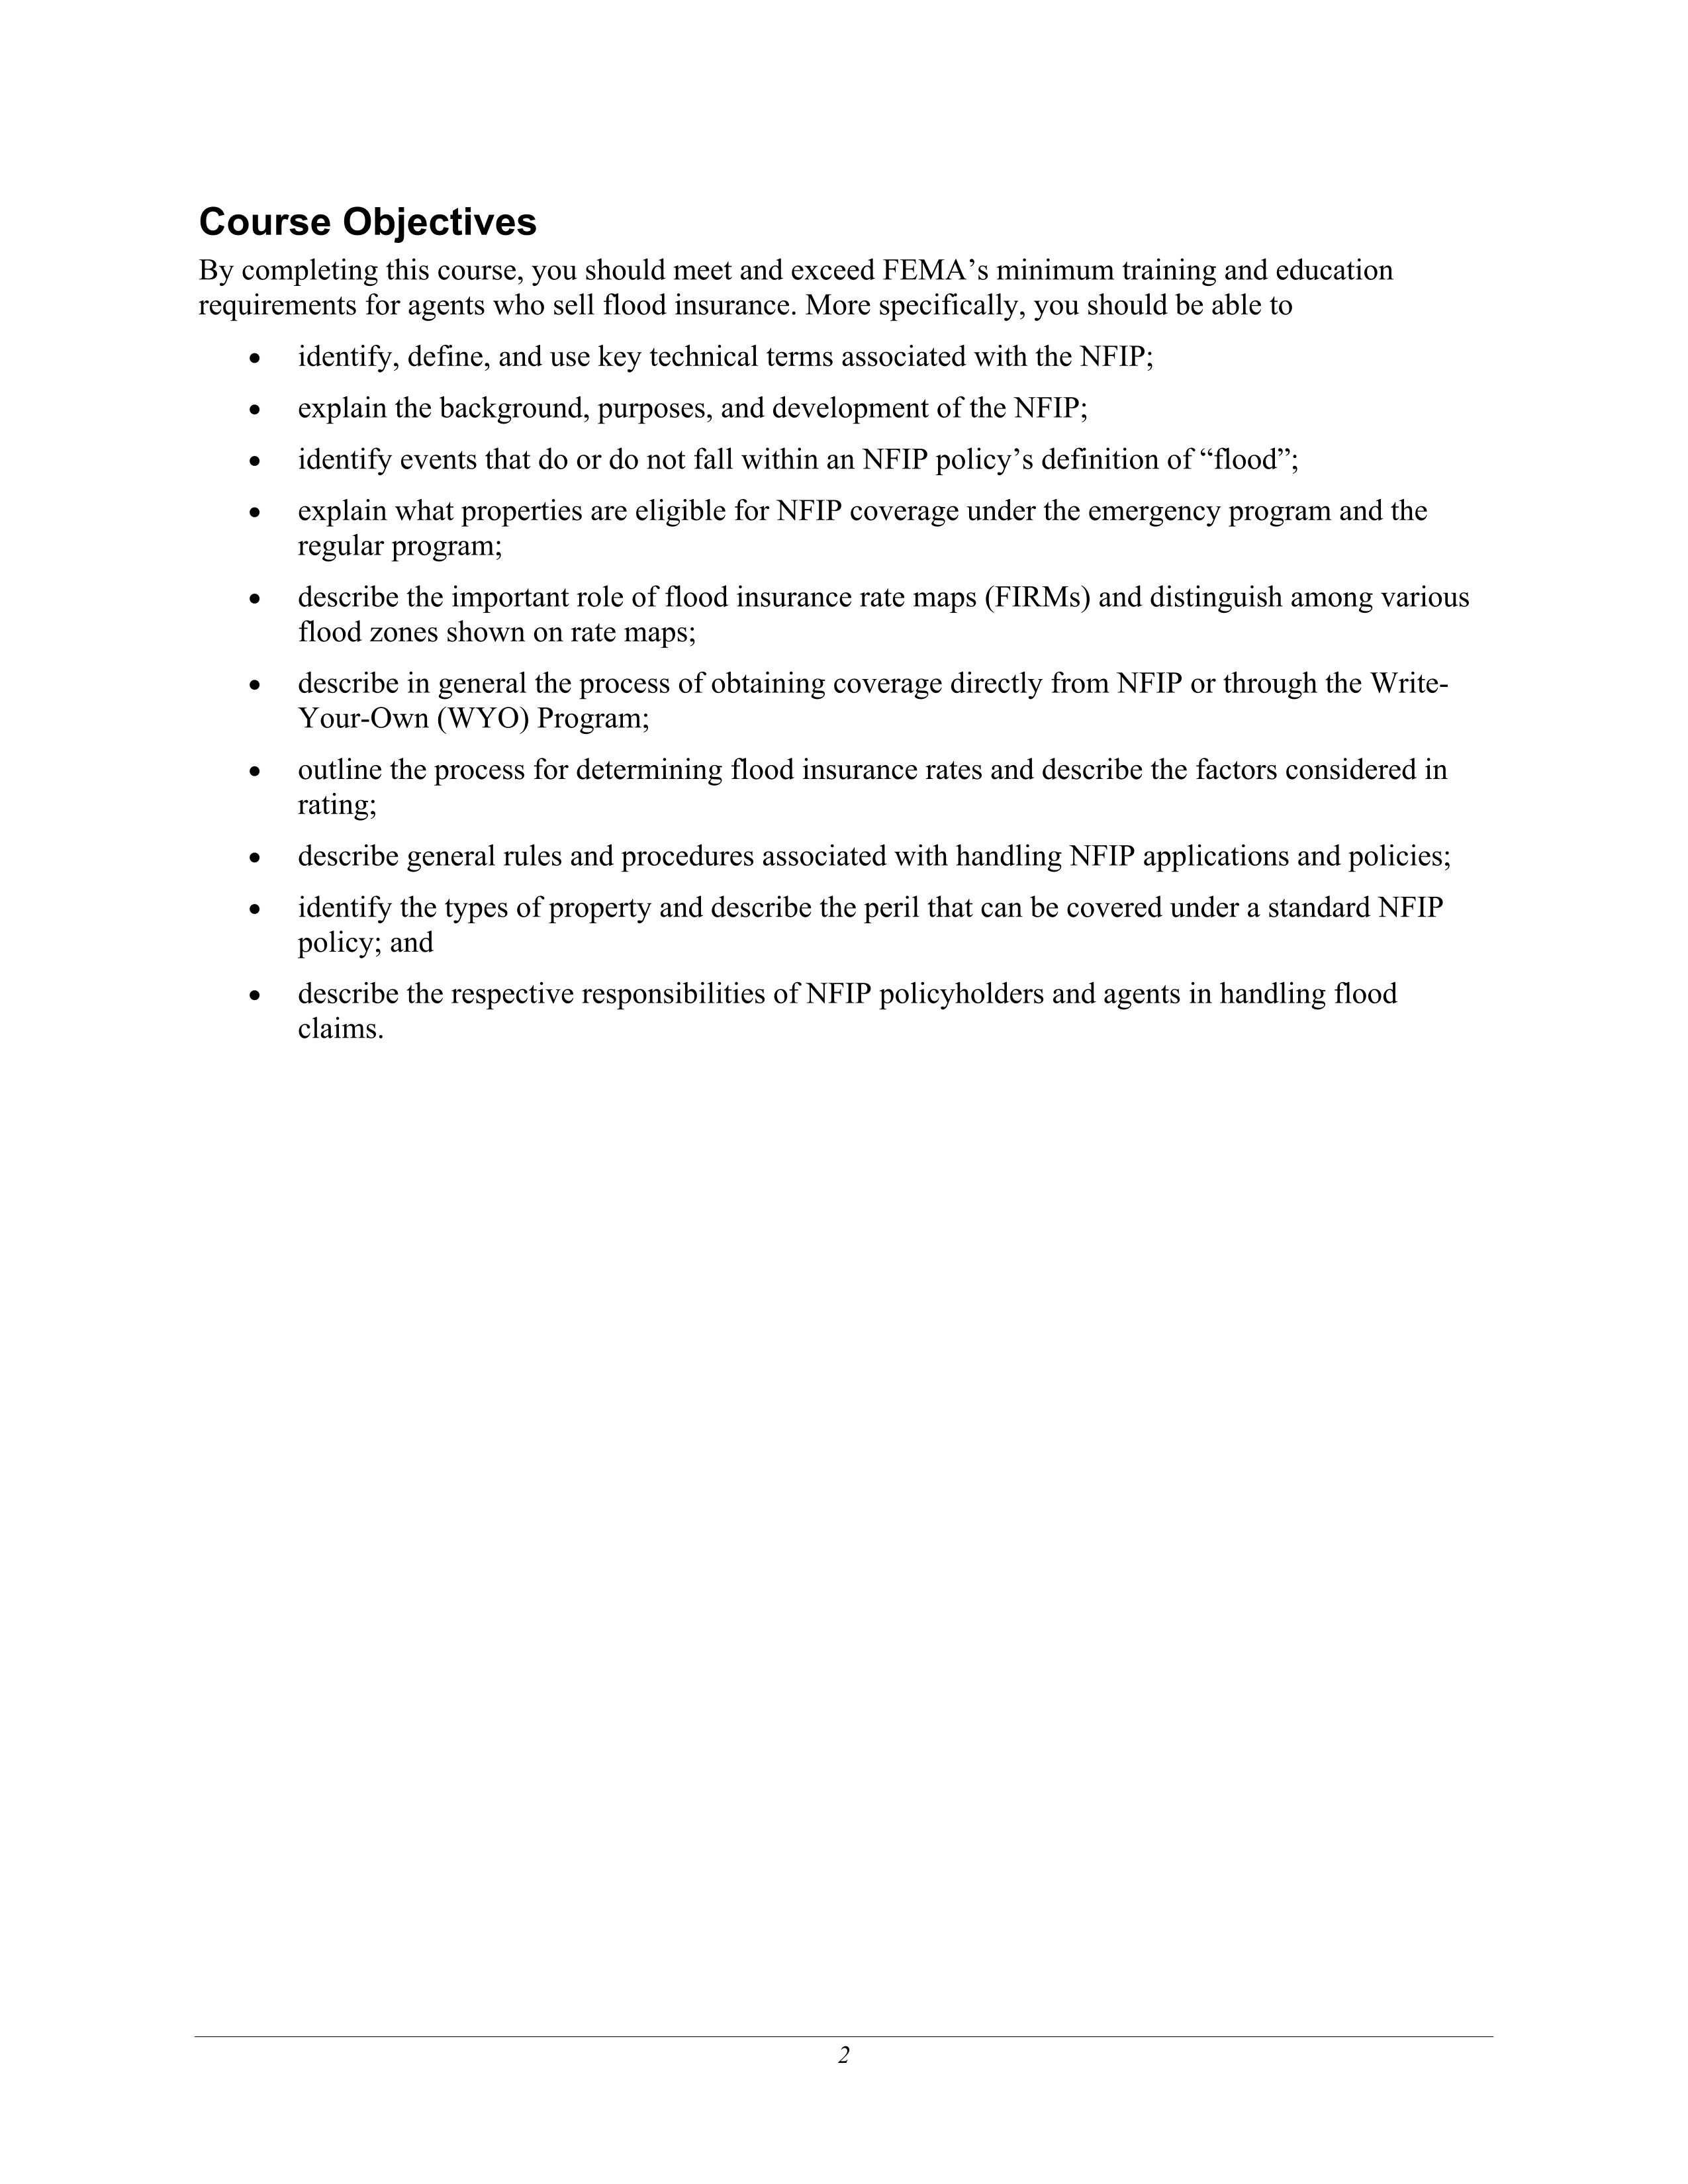 Course Objectives
By completing this course, you should meet and exceed FEMA’s minimum training and education
requirements for agents who sell flood insurance. More specifically, you should be able to
• identify, define, and use key technical terms associated with the NFIP;
• explain the background, purposes, and development of the NFIP;
• identify events that do or do not fall within an NFIP policy’s definition of “flood”;
• explain what properties are eligible for NFIP coverage under the emergency program and the
regular program;
• describe the important role of flood insurance rate maps (FIRMs) and distinguish among various
flood zones shown on rate maps;
• describe in general the process of obtaining coverage directly from NFIP or through the Write-
Your-Own (WYO) Program;
• outline the process for determining flood insurance rates and describe the factors considered in
rating;
• describe general rules and procedures associated with handling NFIP applications and policies;
• identify the types of property and describe the peril that can be covered under a standard NFIP
policy; and
• describe the respective responsibilities of NFIP policyholders and agents in handling flood
claims.
2